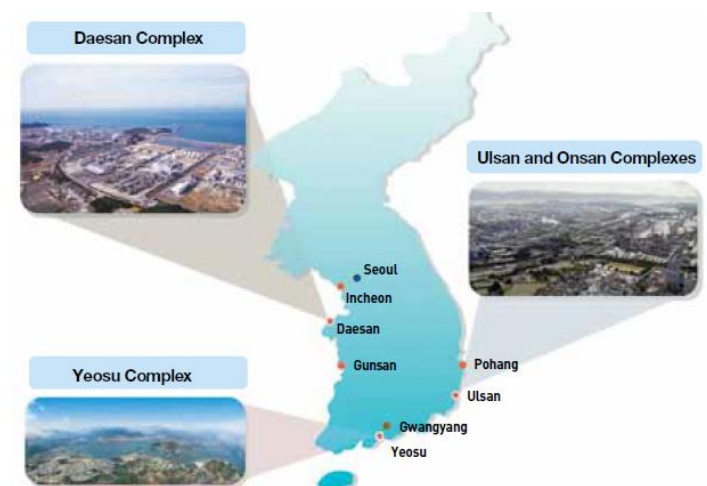 Daesan Complex
Ulsan and Onsan Complexes
Seoul
Incheon
Daesan
Gunsan
Pohang
Yeosu Complex
Ulsan
Gwangyang
Yeosu